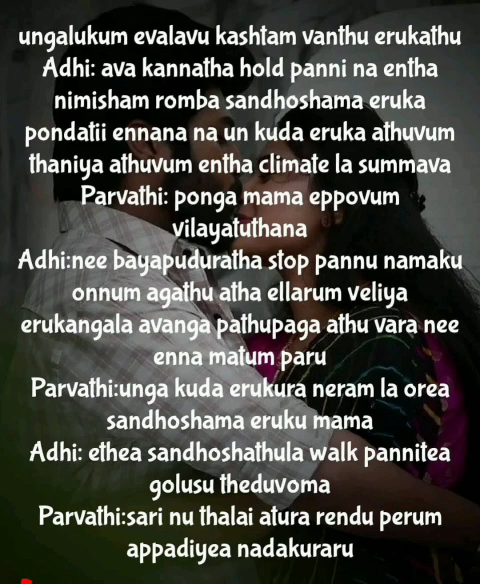 ungalukum evalavu kashtam vanthu erukathu
Adhi: ava kannatha hold panni na entha
nimisham romba sandhoshama eruka
pondatii ennana na un kuda eruka athuvum
thaniya athuvum entha climate la summava
Parvathi: ponga mama eppovum
vilayatuthana
Adhi:nee bayapuduratha stop pannu namaku
onnum agathu atha ellarum veliya
erukangala avanga pathupaga athu vara nee
enna matum paru
Parvathi:unga kuda erukura neram la orea
sandhoshama eruku mama
Adhi: ethea sandhoshathula walk pannitea
golusu theduvoma
Parvathi:sari nu thalai atura rendu perum
appadiyea nadakuraru